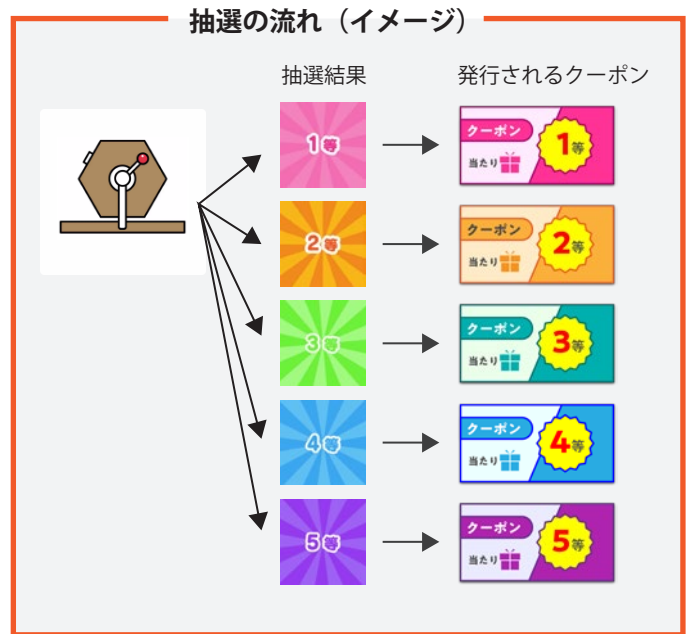 抽選の流れ（イメージ）
抽選結果
発行されるクーポン
1等
クーポン
当たり
1等
2等
クーポン
当たり
2等
3等
クーポン
当たり
3等
4等
クーポン
当たり
4等
5等
クーポン
当たり
5等